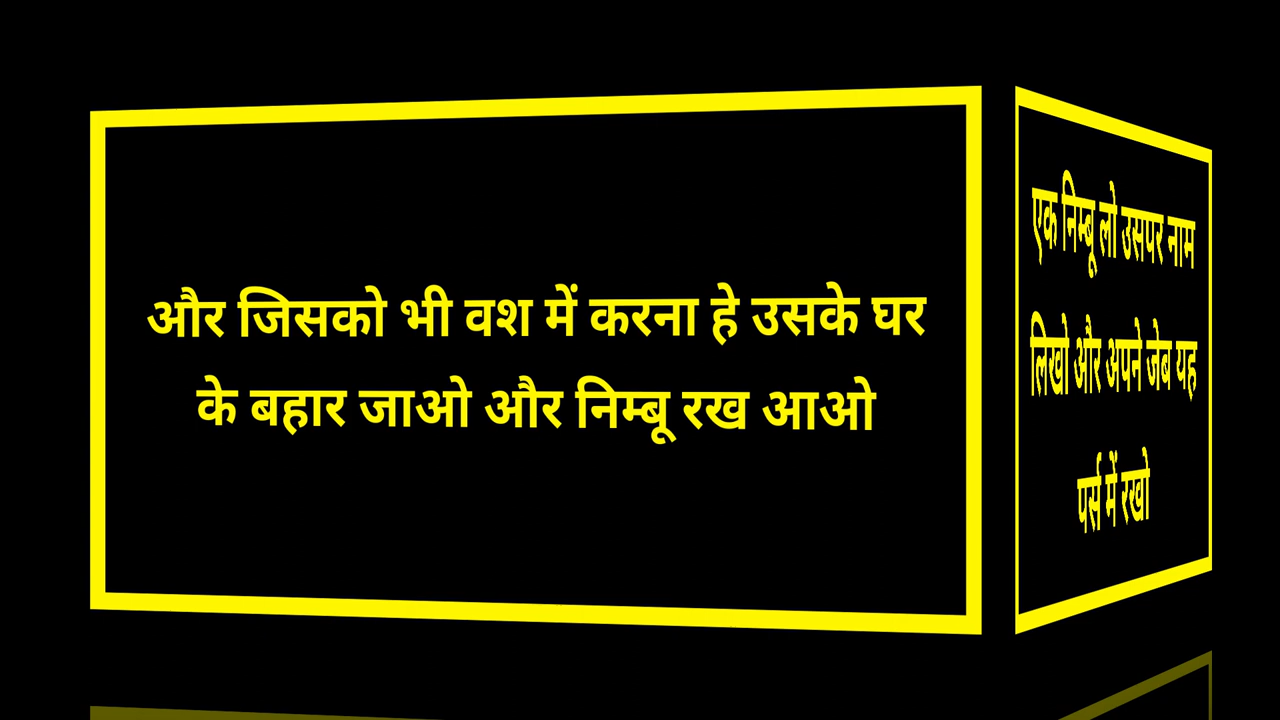 और जिसको भी वश में करना हे उसके घर
के बहार जाओ और निम्बू रख आओ
एक निम्बू लो उसपर नाम
लिखो और अपने जेब यह
पर्स में रखो